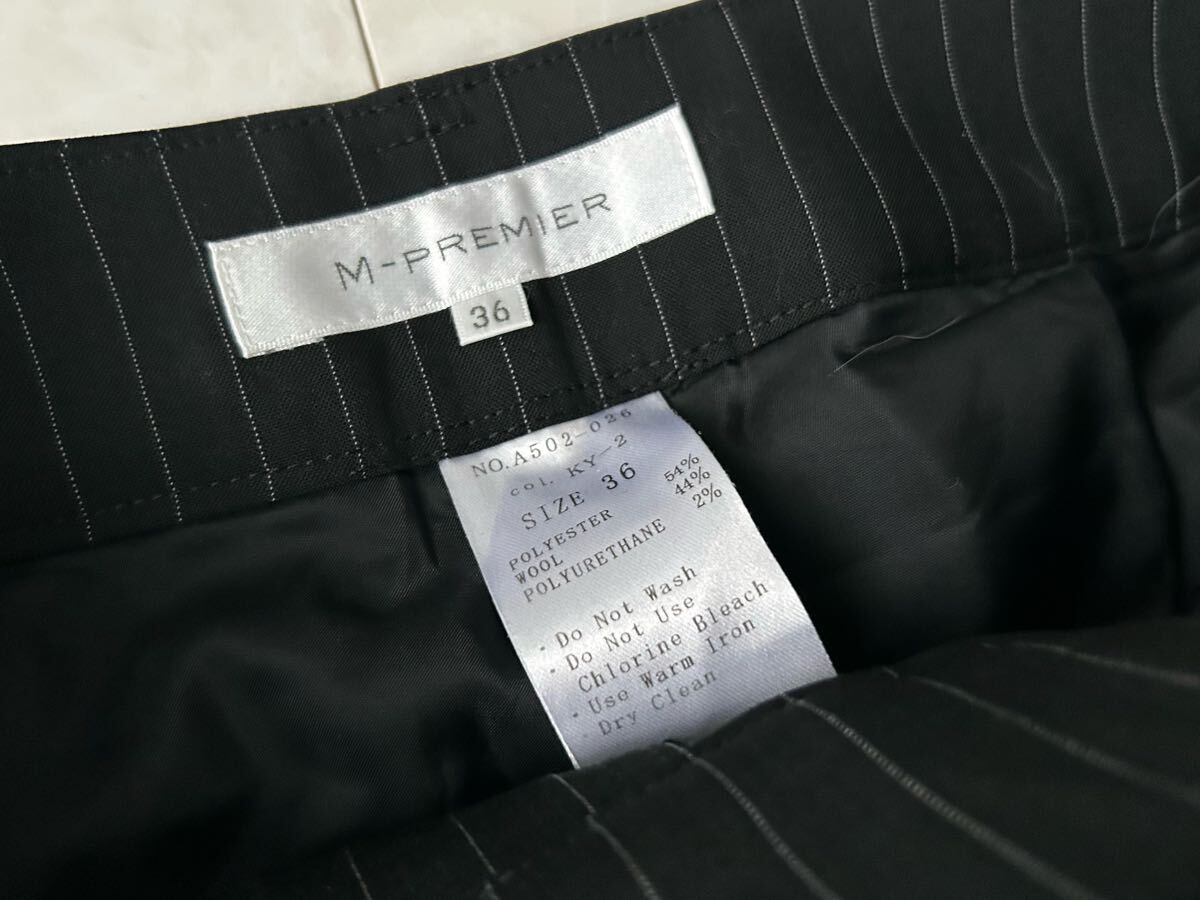 M-PREMIER
36
NO.A502-026
col. KY-2
SIZE 36
POLYESTER 54%
WOOL 44%
POLYURETHANE 2%
・Do Not Wash
・Do Not Use
Chlorine Bleach
・Use Warm Iron
・Dry Clean